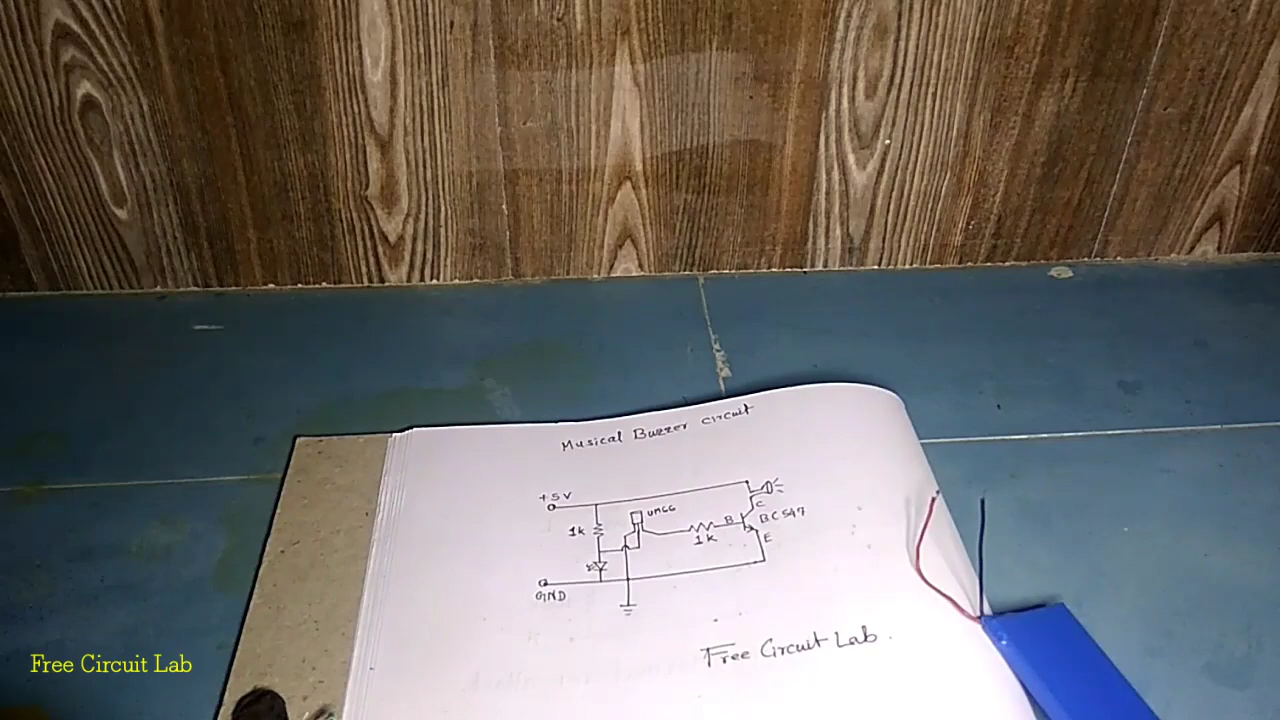 Musical Buzzer circuit
+5V
1k
UM66
1k
B
C
BC547
E
GND
Free Circuit Lab.
Free Circuit Lab